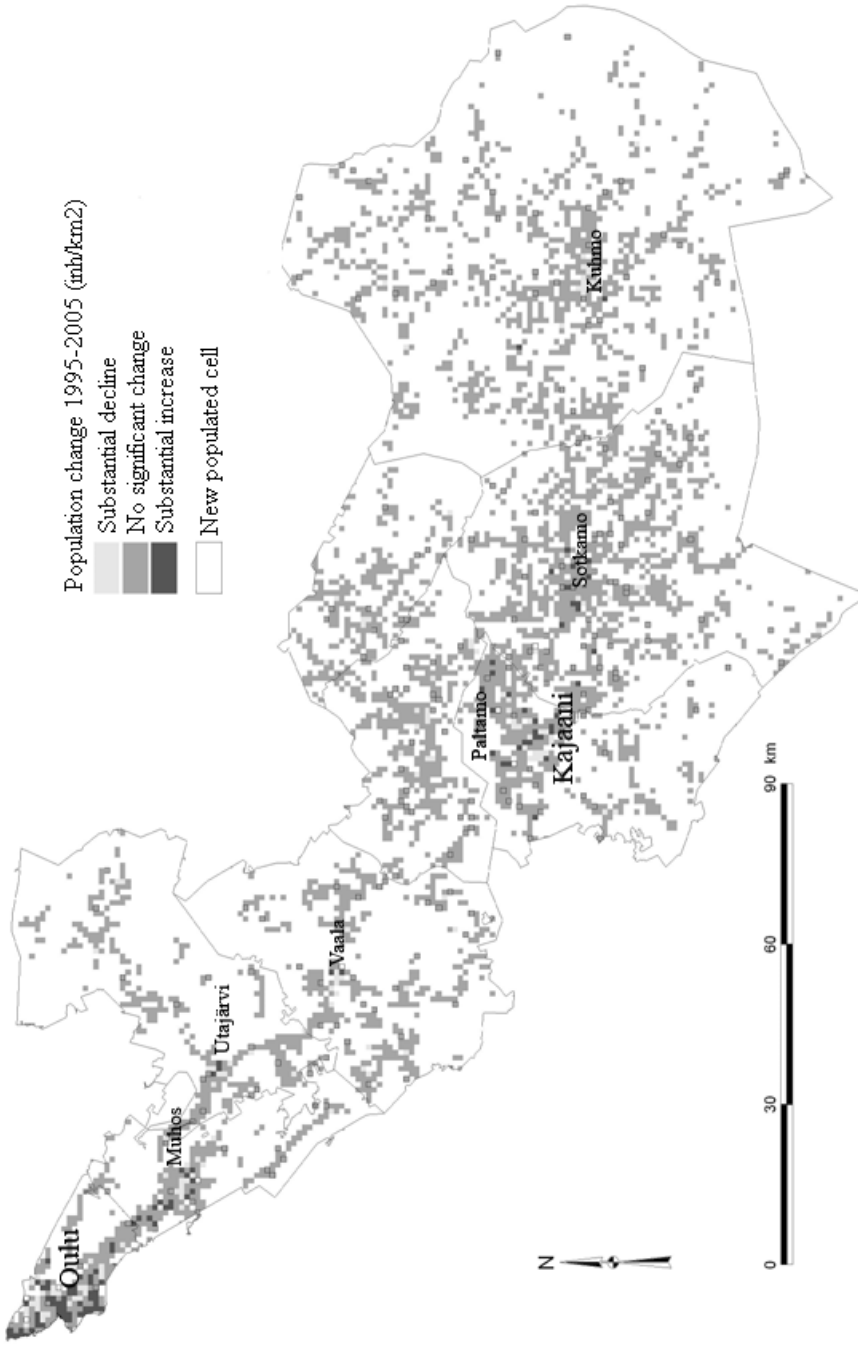 Population change 1995-2005 (inh/km2)
Substantial decline
No significant change
Substantial increase
New populated cell
Oulu
Muhos
Utajärvi
Vaala
Paltamo
Kajaani
Sotkamo
Kuhmo
N
0 30 60 90 km